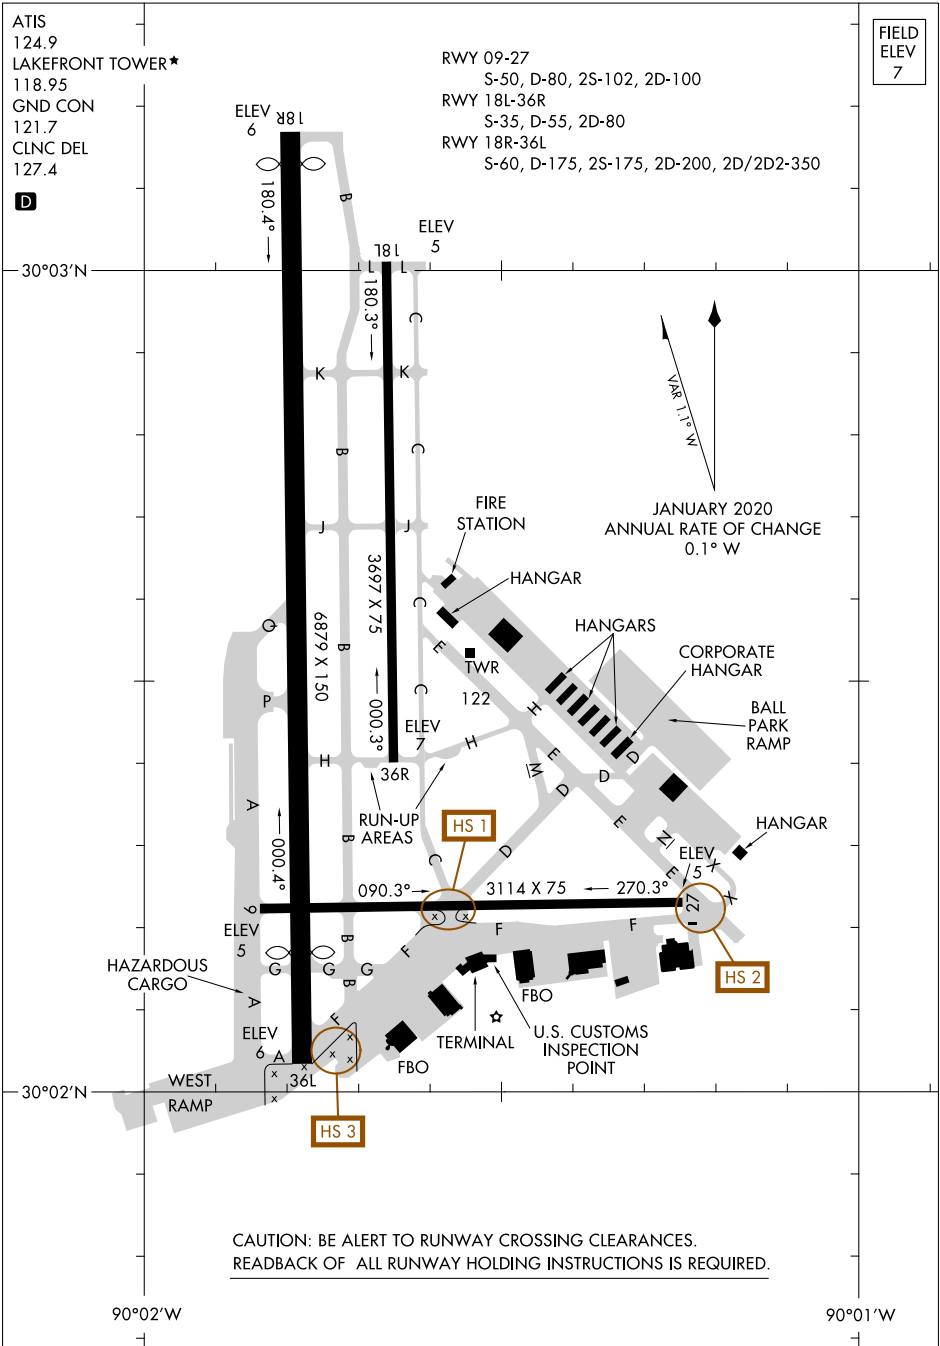 ATIS
124.9
LAKEFRONT TOWER★
118.95
GND CON
121.7
CLNC DEL
127.4
D
RWY 09-27
S-50, D-80, 2S-102, 2D-100
RWY 18L-36R
S-35, D-55, 2D-80
RWY 18R-36L
S-60, D-175, 2S-175, 2D-200, 2D/2D2-350
FIELD
ELEV
7
ELEV
6
18R
180.4°
B
ELEV
5
18L
30°03'N
L
L
180.3°
C
K
K
VAR 1.1° W
B
C
JANUARY 2020
ANNUAL RATE OF CHANGE
0.1° W
FIRE
STATION
J
J
3697 X 75
HANGAR
C
6879 X 150
Q
HANGARS
B
E
TWR
122
CORPORATE
HANGAR
P
C
000.3°
H
BALL
PARK
RAMP
ELEV
7
H
H
E
D
M
D
D
36R
A
RUN-UP
AREAS
HS 1
E
N
HANGAR
000.4°
B
C
D
ELEV
5
E
X
X
090.3°
3114 X 75
270.3°
9
27
ELEV
5
B
F
F
F
x
x
HAZARDOUS
CARGO
G
G
G
B
HS 2
FBO
A
F
ELEV
6
A
TERMINAL
U.S. CUSTOMS
INSPECTION
POINT
FBO
x
x
x
x
x
x
WEST
RAMP
36L
30°02'N
HS 3
CAUTION: BE ALERT TO RUNWAY CROSSING CLEARANCES.
READBACK OF ALL RUNWAY HOLDING INSTRUCTIONS IS REQUIRED.
90°02'W
90°01'W